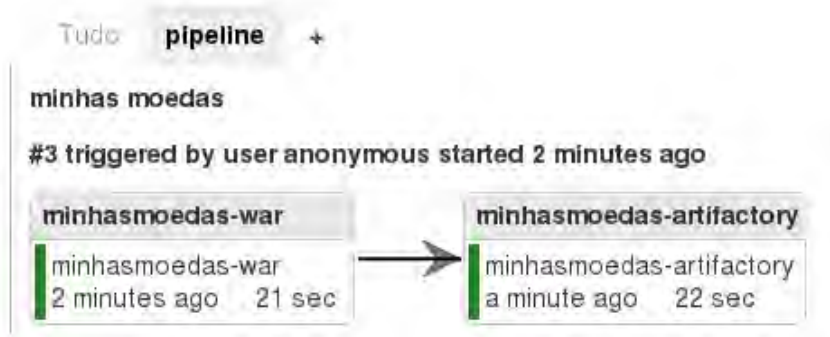 Tudo pipeline +
minhas moedas
#3 triggered by user anonymous started 2 minutes ago
minhasmoedas-war
minhasmoedas-war
2 minutes ago 21 sec
minhasmoedas-artifactory
minhasmoedas-artifactory
a minute ago 22 sec